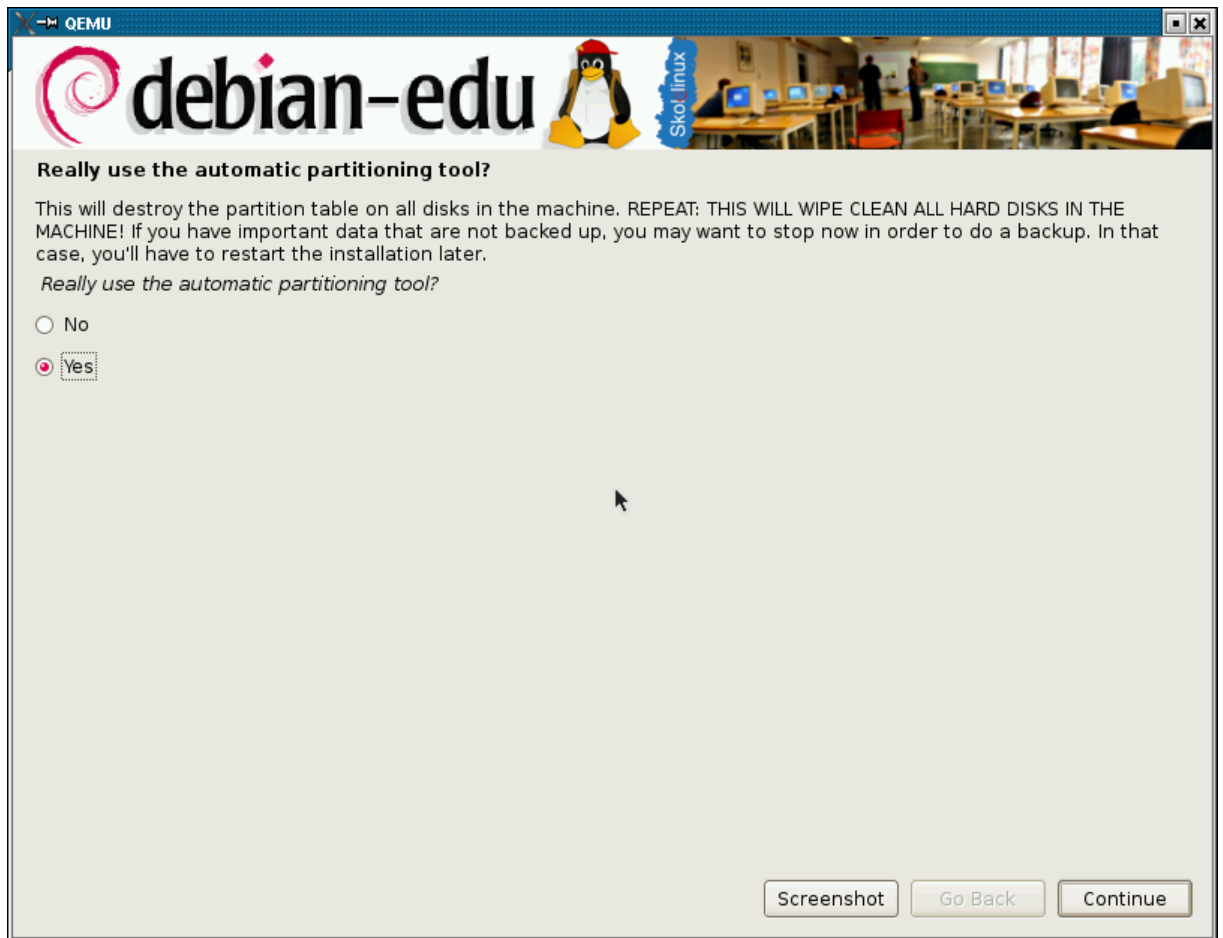 QEMU
debian-edu
Skolelinux
Really use the automatic partitioning tool?
This will destroy the partition table on all disks in the machine. REPEAT: THIS WILL WIPE CLEAN ALL HARD DISKS IN THE
MACHINE! If you have important data that are not backed up, you may want to stop now in order to do a backup. In that
case, you'll have to restart the installation later.
Really use the automatic partitioning tool?
No
Yes
Screenshot
Go Back
Continue